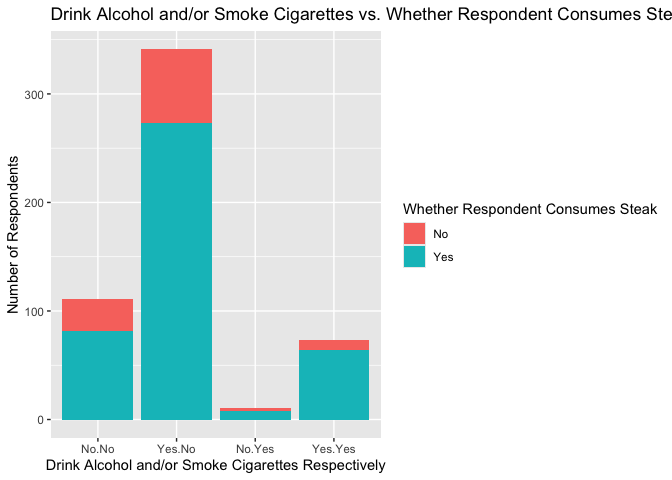 Drink Alcohol and/or Smoke Cigarettes vs. Whether Respondent Consumes Ste
Number of Respondents
300
200
100
0
No.No Yes.No No.Yes Yes.Yes
Drink Alcohol and/or Smoke Cigarettes Respectively
Whether Respondent Consumes Steak
No
Yes